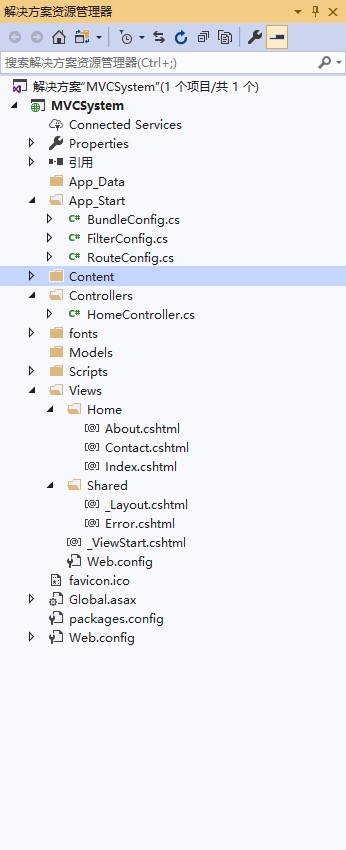 解决方案资源管理器
搜索解决方案资源管理器(Ctrl+;)
解决方案“MVCSystem”(1 个项目/共 1 个)
MVCSystem
Connected Services
Properties
引用
App_Data
App_Start
C# BundleConfig.cs
C# FilterConfig.cs
C# RouteConfig.cs
Content
Controllers
C# HomeController.cs
fonts
Models
Scripts
Views
Home
[@] About.cshtml
[@] Contact.cshtml
[@] Index.cshtml
Shared
[@] _Layout.cshtml
[@] Error.cshtml
[@] _ViewStart.cshtml
Web.config
favicon.ico
Global.asax
packages.config
Web.config